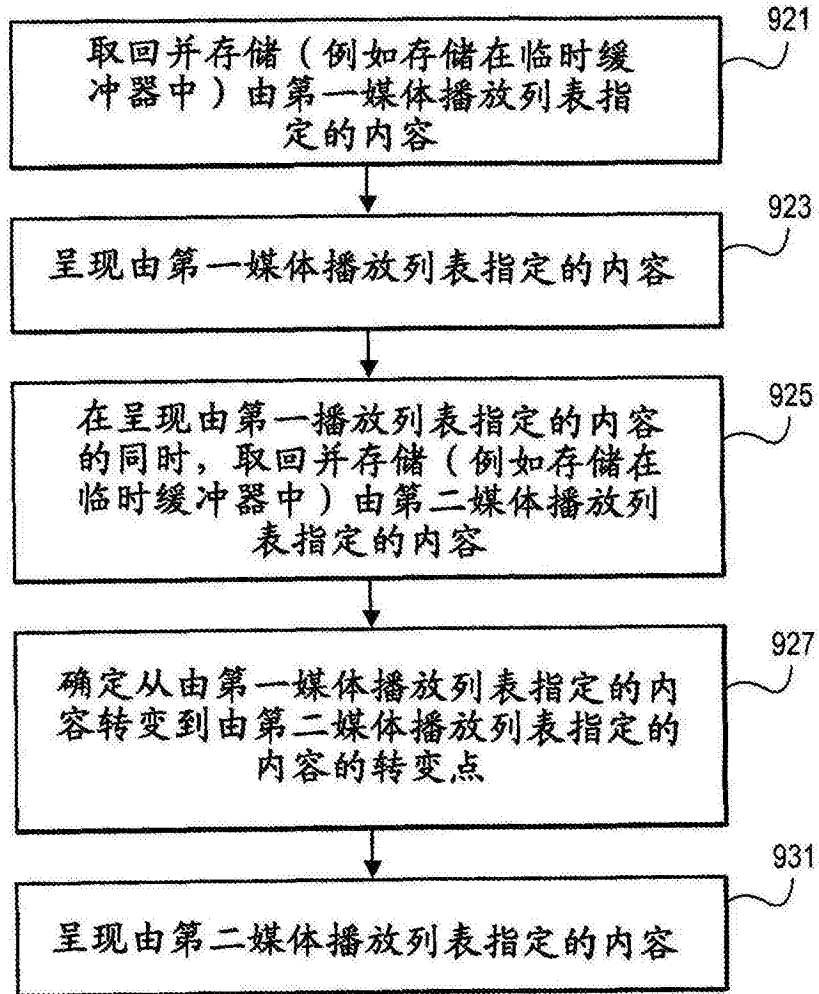 921
取回并存储（例如存储在临时缓
冲器中）由第一媒体播放列表指
定的内容
923
呈现由第一媒体播放列表指定的内容
925
在呈现由第一播放列表指定的内容
的同时，取回并存储（例如存储在
临时缓冲器中）由第二媒体播放列
表指定的内容
927
确定从由第一媒体播放列表指定的内
容转变到由第二媒体播放列表指定的
内容的转变点
931
呈现由第二媒体播放列表指定的内容